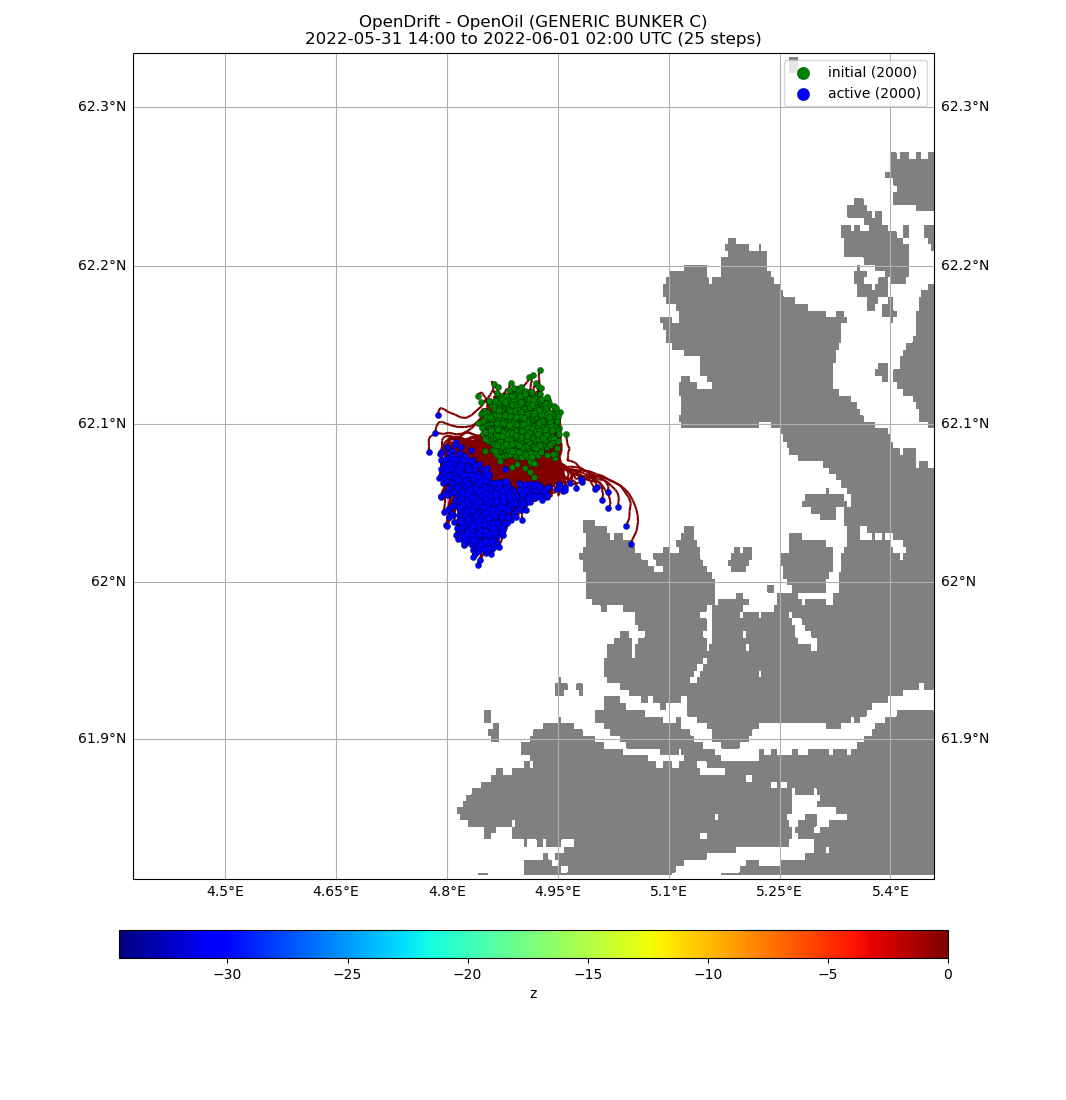 OpenDrift - OpenOil (GENERIC BUNKER C)
2022-05-31 14:00 to 2022-06-01 02:00 UTC (25 steps)
initial (2000)
active (2000)
62.3°N 62.3°N
62.2°N 62.2°N
62.1°N 62.1°N
62°N 62°N
61.9°N 61.9°N
4.5°E 4.65°E 4.8°E 4.95°E 5.1°E 5.25°E 5.4°E
−30 −25 −20 −15 −10 −5 0
z